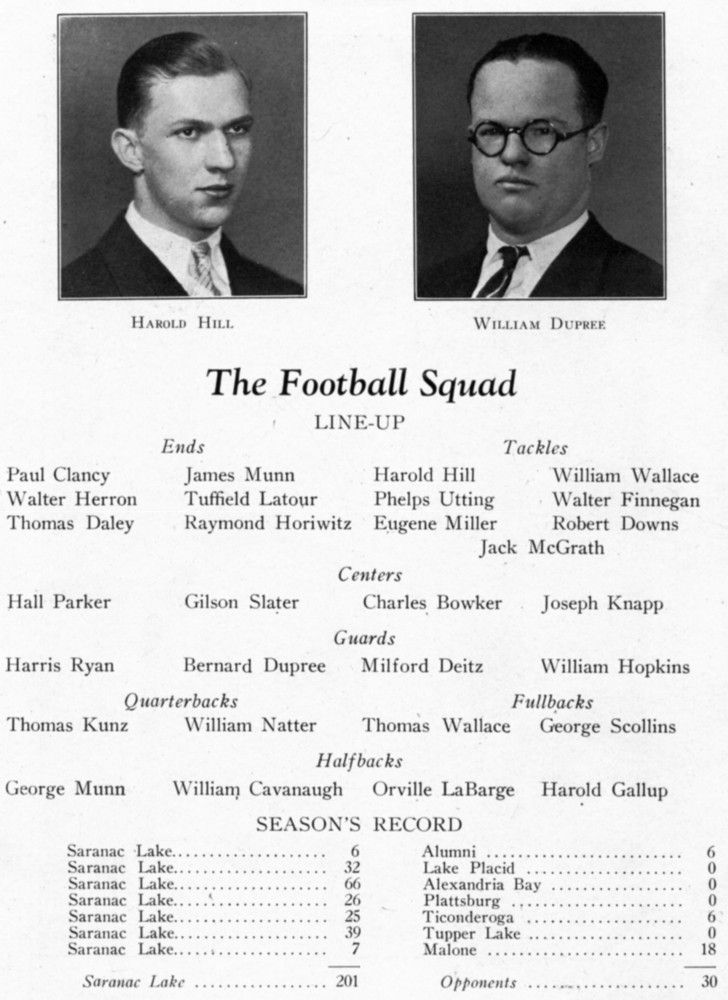 Harold Hill
William Dupree
The Football Squad
LINE-UP
Ends Tackles
Paul Clancy James Munn Harold Hill William Wallace
Walter Herron Tuffield Latour Phelps Utting Walter Finnegan
Thomas Daley Raymond Horiwitz Eugene Miller Robert Downs
Jack McGrath
Centers
Hall Parker Gilson Slater Charles Bowker Joseph Knapp
Guards
Harris Ryan Bernard Dupree Milford Deitz William Hopkins
Quarterbacks Fullbacks
Thomas Kunz William Natter Thomas Wallace George Scollins
Halfbacks
George Munn William Cavanaugh Orville LaBarge Harold Gallup
SEASON'S RECORD
Saranac Lake.................... 6 Alumni ........................ 6
Saranac Lake.................... 32 Lake Placid ................... 0
Saranac Lake.................... 66 Alexandria Bay ................ 0
Saranac Lake.................... 26 Plattsburg .................... 0
Saranac Lake.................... 25 Ticonderoga ................... 6
Saranac Lake.................... 39 Tupper Lake ................... 0
Saranac Lake.................... 7 Malone ........................ 18
Saranac Lake ................ 201 Opponents ................... 30